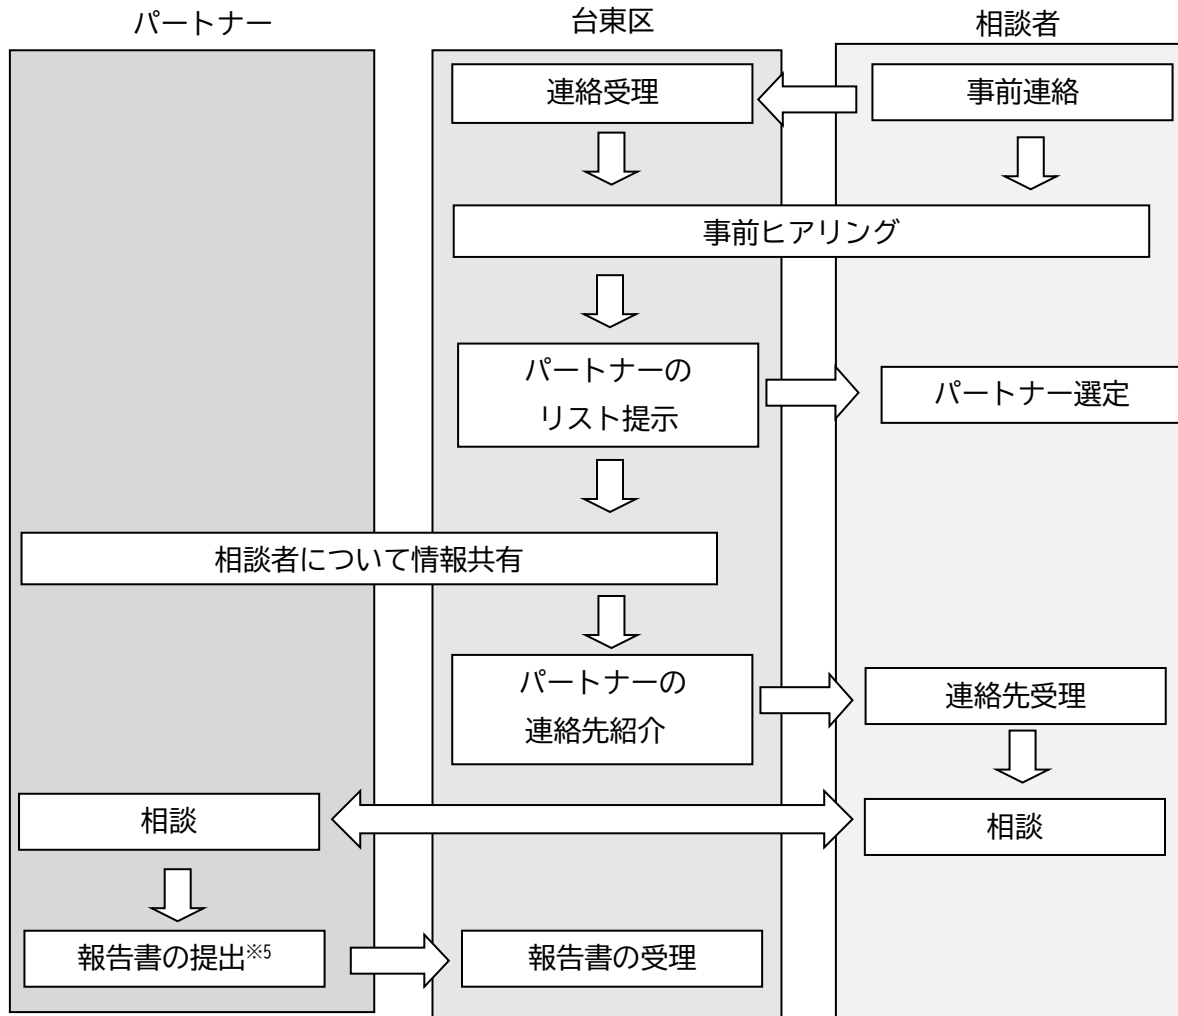 パートナー
台東区
相談者
連絡受理
事前連絡
事前ヒアリング
パートナーの
リスト提示
パートナー選定
相談者について情報共有
パートナーの
連絡先紹介
連絡先受理
相談
相談
報告書の提出※5
報告書の受理